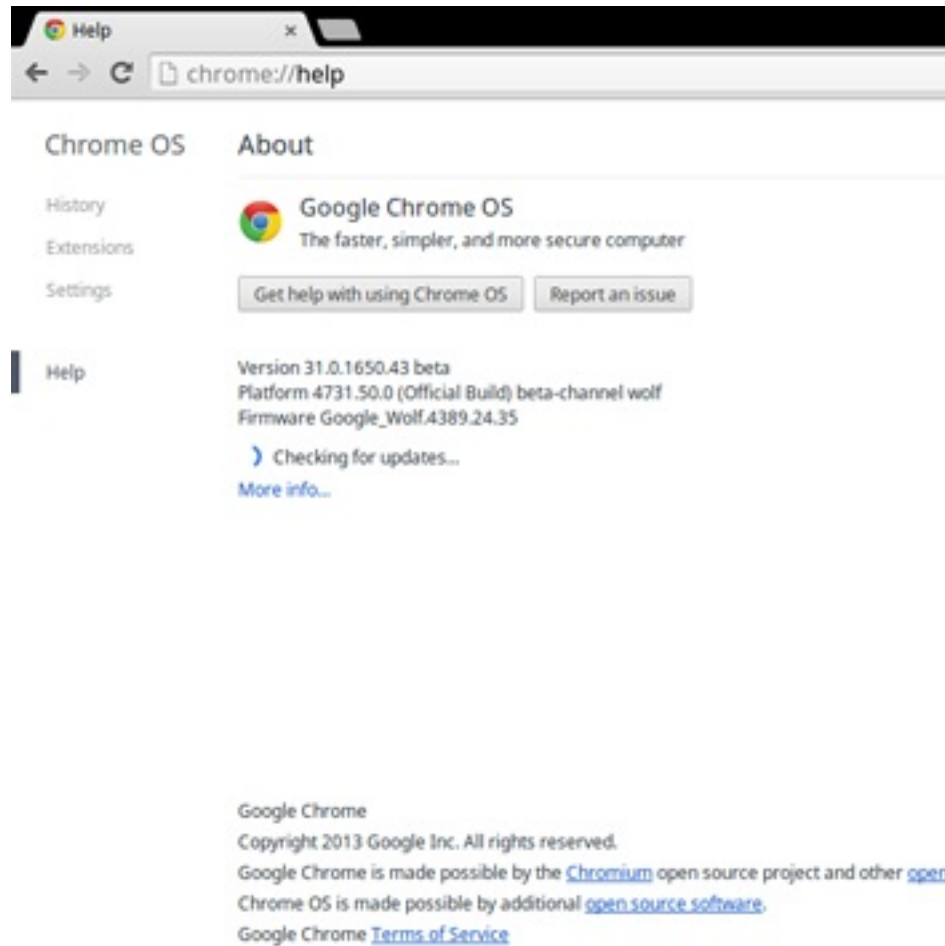 Help
chrome://help
Chrome OS
About
History
Extensions
Settings
Help
Google Chrome OS
The faster, simpler, and more secure computer
Get help with using Chrome OS
Report an issue
Version 31.0.1650.43 beta
Platform 4731.50.0 (Official Build) beta-channel wolf
Firmware Google_Wolf.4389.24.35
Checking for updates...
More info...
Google Chrome
Copyright 2013 Google Inc. All rights reserved.
Google Chrome is made possible by the Chromium open source project and other open
Chrome OS is made possible by additional open source software.
Google Chrome Terms of Service